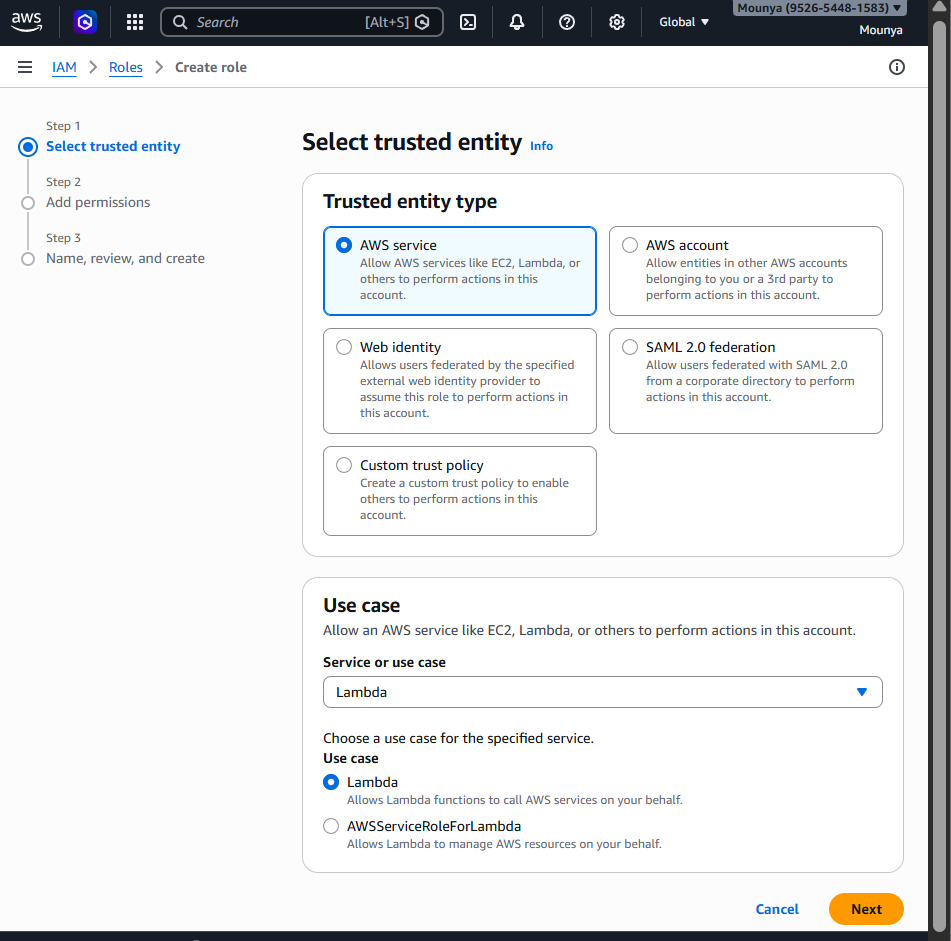 aws
Search
[Alt+S]
Global
Mounya (9526-5448-1583)
Mounya
IAM
Roles
Create role
Step 1
Select trusted entity
Step 2
Add permissions
Step 3
Name, review, and create
Select trusted entity Info
Trusted entity type
AWS service
Allow AWS services like EC2, Lambda, or
others to perform actions in this
account.
AWS account
Allow entities in other AWS accounts
belonging to you or a 3rd party to
perform actions in this account.
Web identity
Allows users federated by the specified
external web identity provider to
assume this role to perform actions in
this account.
SAML 2.0 federation
Allow users federated with SAML 2.0
from a corporate directory to perform
actions in this account.
Custom trust policy
Create a custom trust policy to enable
others to perform actions in this
account.
Use case
Allow an AWS service like EC2, Lambda, or others to perform actions in this account.
Service or use case
Lambda
Choose a use case for the specified service.
Use case
Lambda
Allows Lambda functions to call AWS services on your behalf.
AWSServiceRoleForLambda
Allows Lambda to manage AWS resources on your behalf.
Cancel
Next